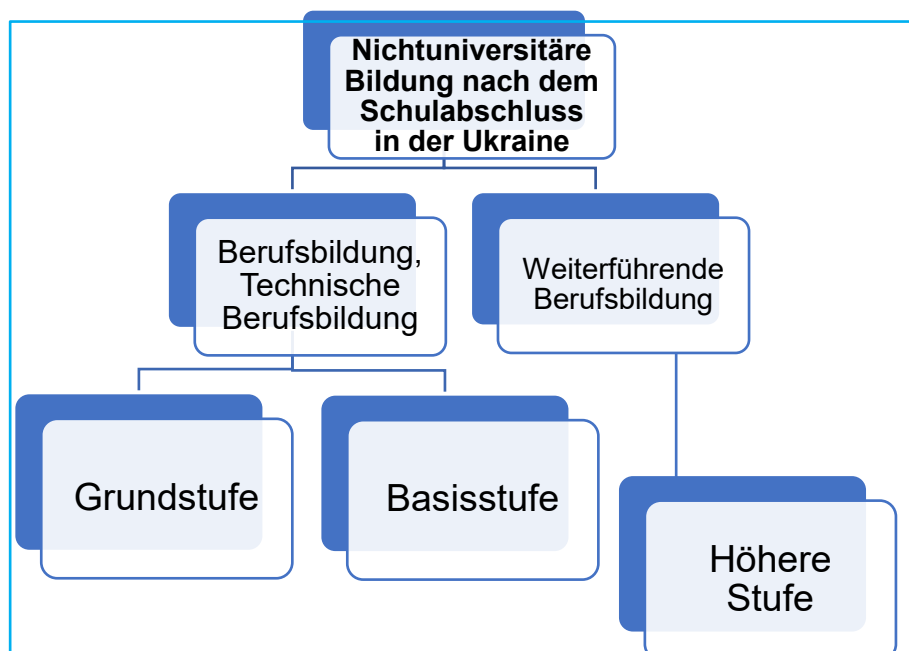 Nichtuniversitäre
Bildung nach dem
Schulabschluss
in der Ukraine
Berufsbildung,
Technische
Berufsbildung
Weiterführende
Berufsbildung
Grundstufe
Basisstufe
Höhere
Stufe